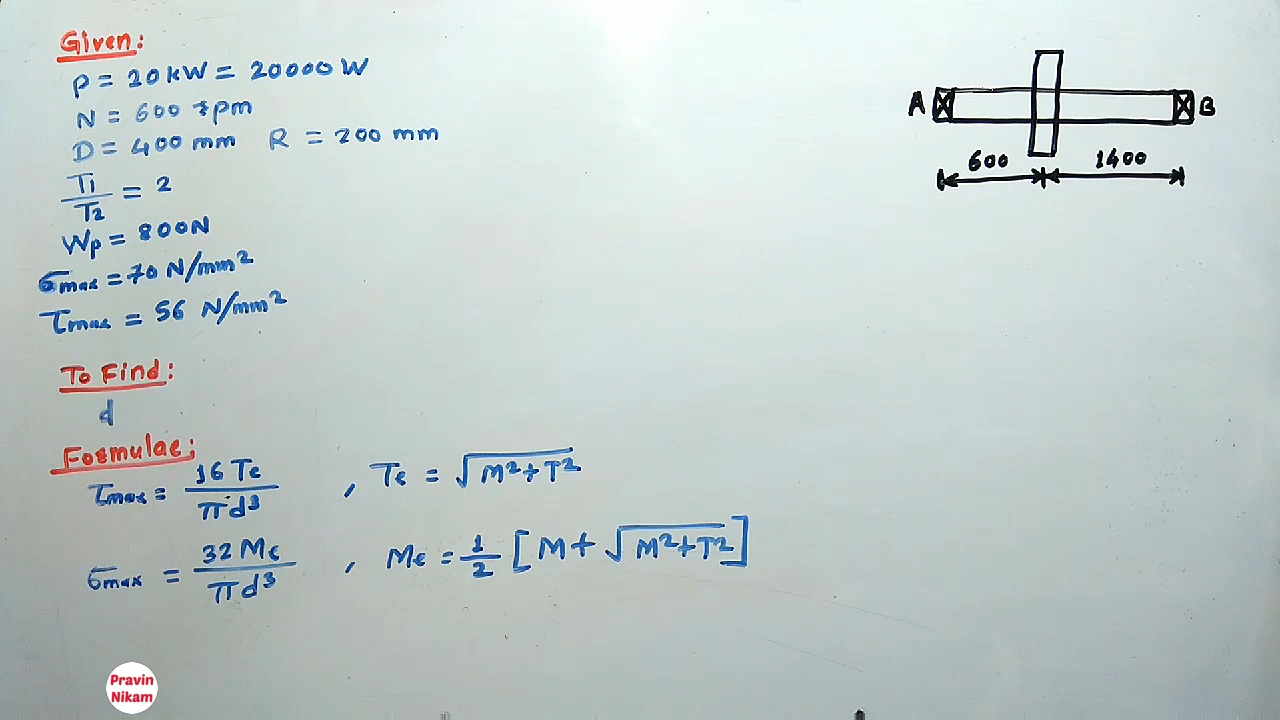 Given:
P = 20kW = 20000 W
N = 600 rpm
D = 400 mm R = 200 mm
T1/T2 = 2
Wp = 800N
σmax = 70 N/mm²
τmax = 56 N/mm²
To Find:
d
Formulae:
τmax = 16 Te/πd³ , Te = √M²+T²
σmax = 32 Me/πd³ , Me = 1/2 [M + √M²+T²]
A B
600 1400
Pravin
Nikam